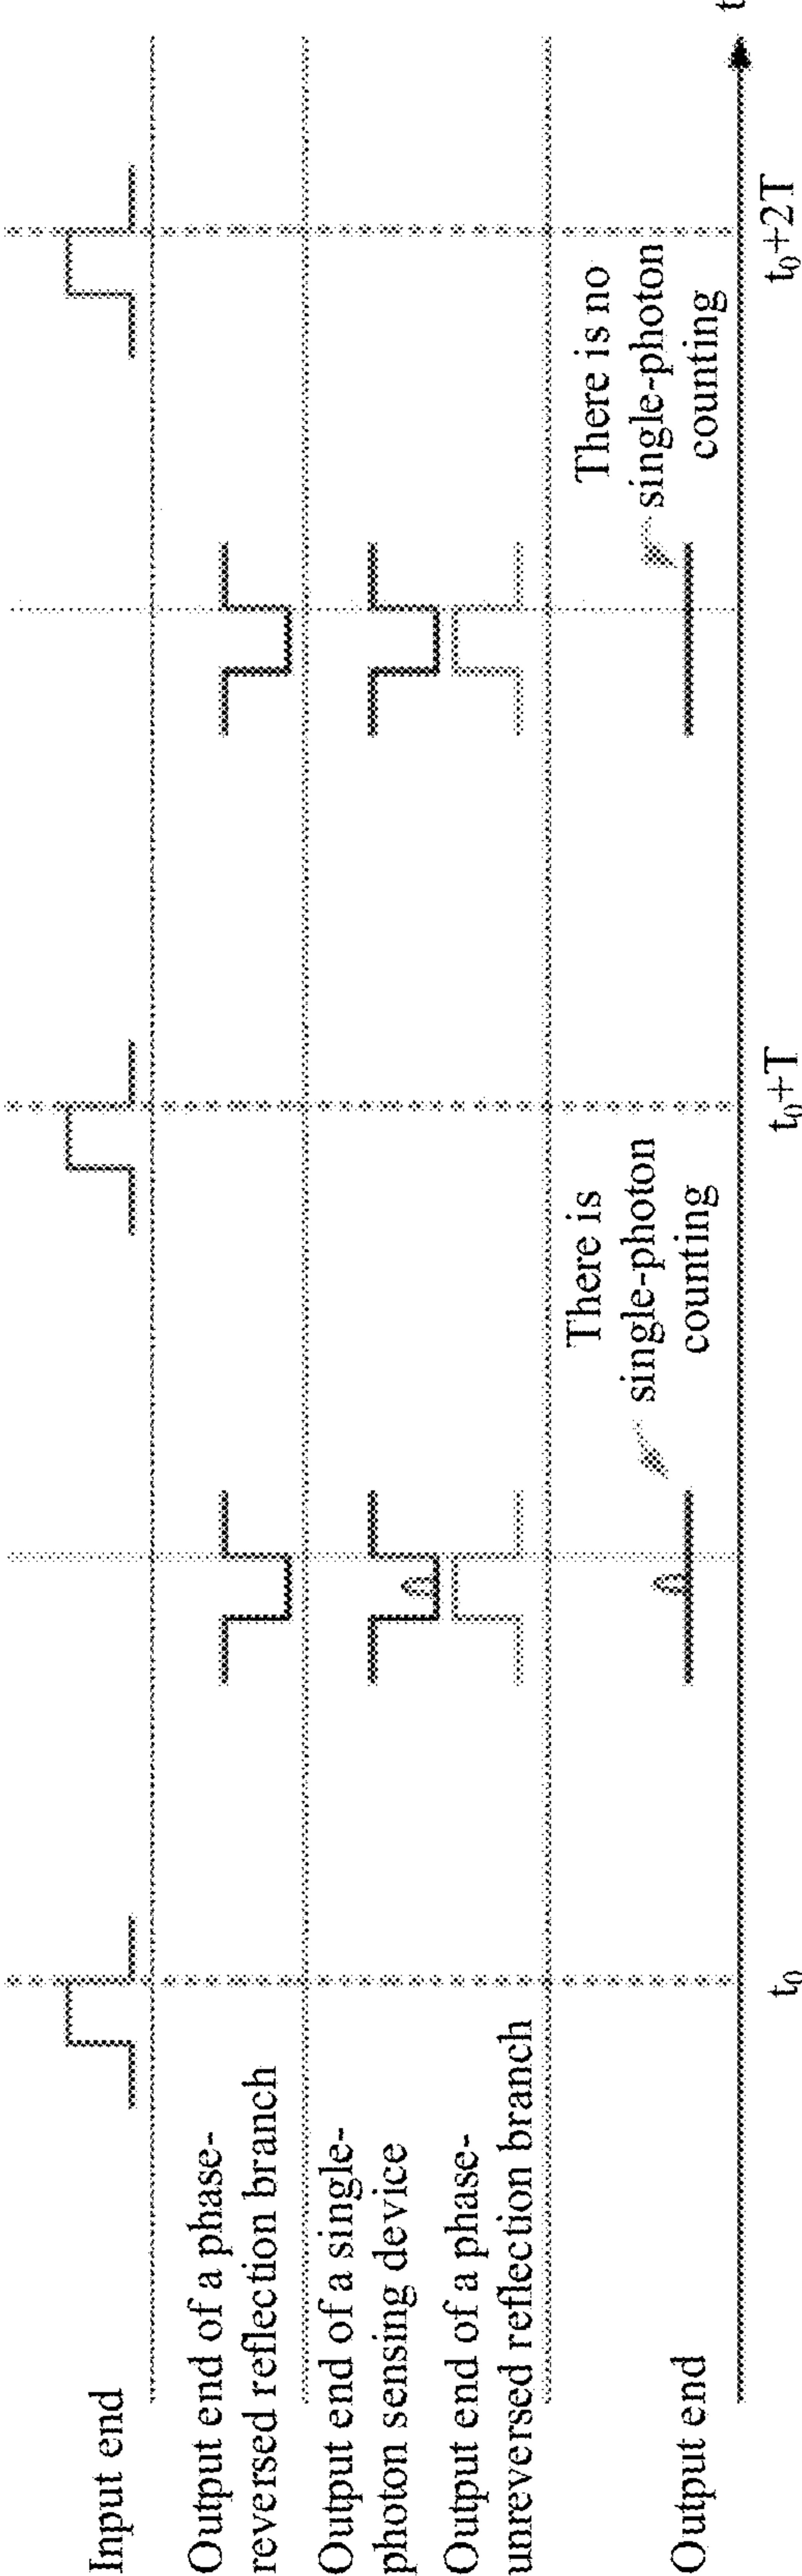 Input end
Output end of a phase-
reversed reflection branch
Output end of a single-
photon sensing device
Output end of a phase-
unreversed reflection branch
Output end
There is
single-photon
counting
There is no
single-photon
counting
t₀
t₀+T
t₀+2T
t